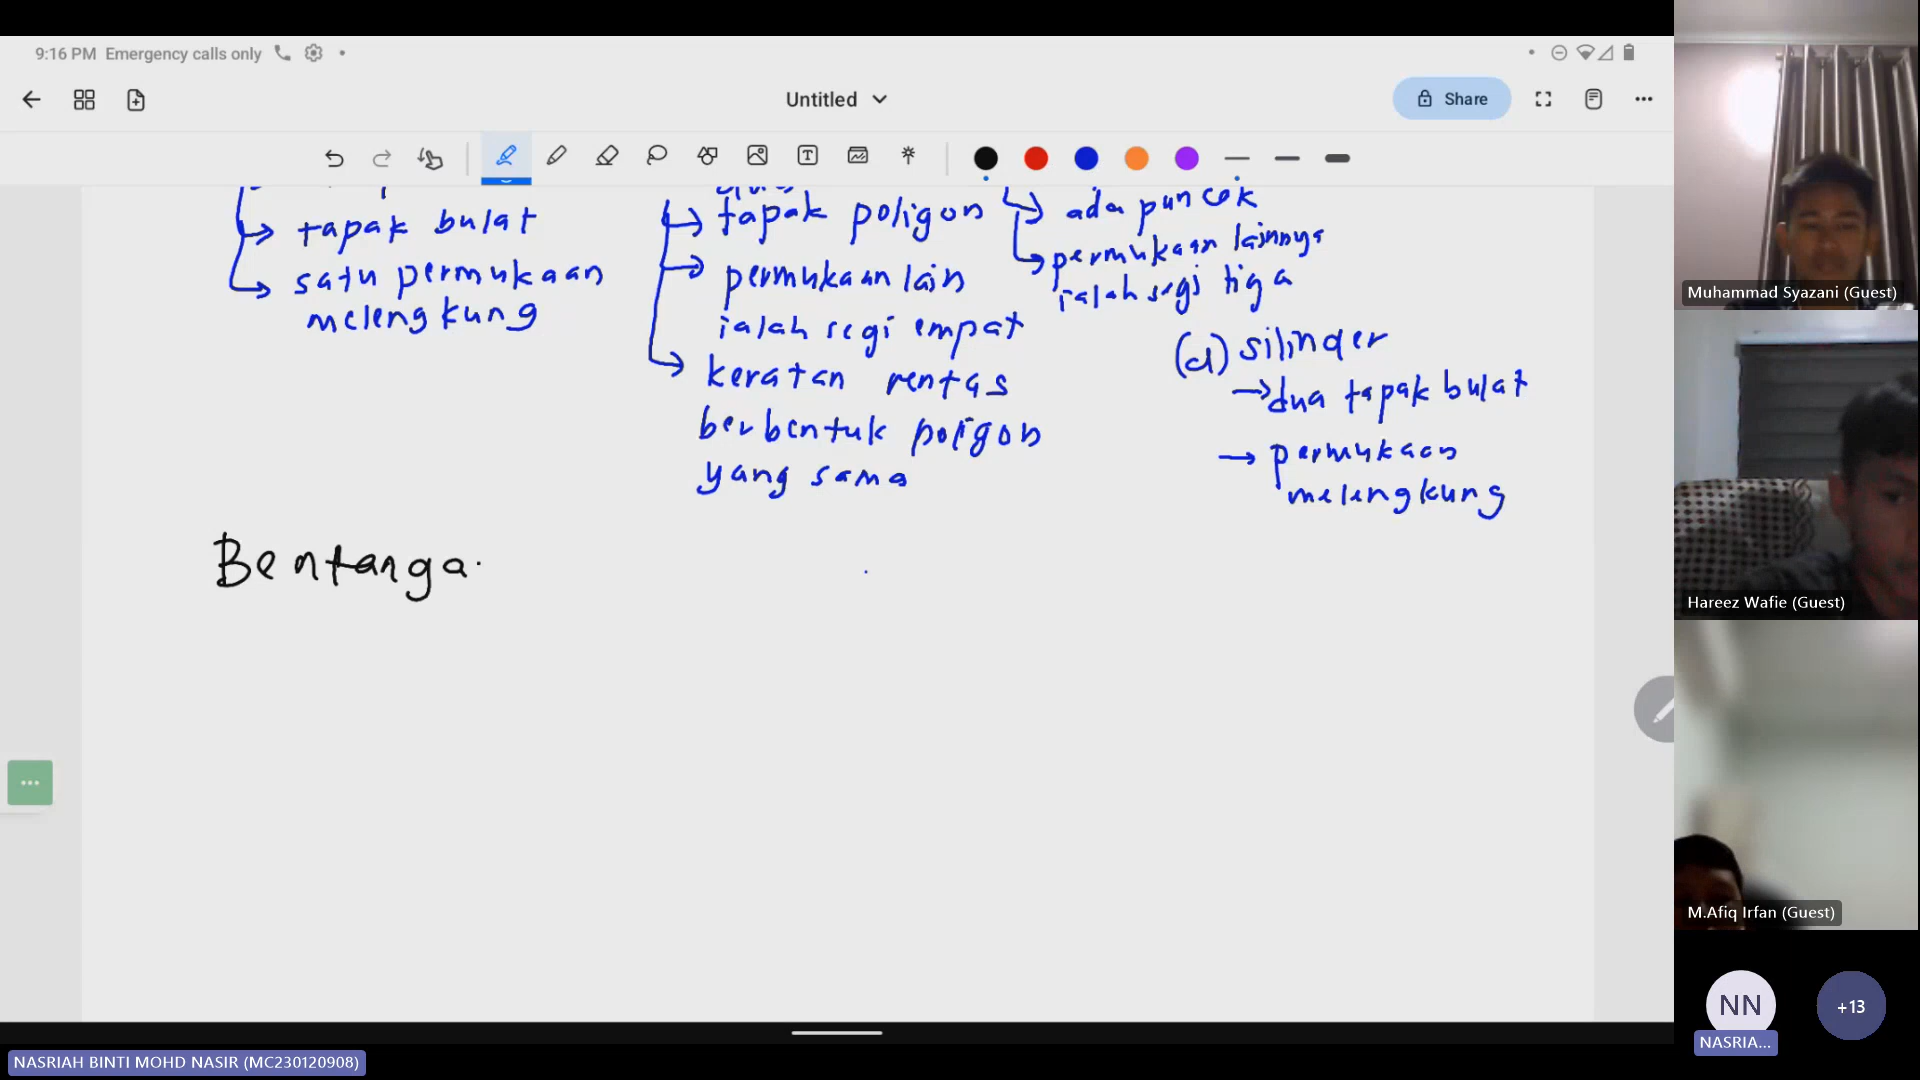 9:16 PM Emergency calls only
Untitled
Share
tapak bulat
satu permukaan
melengkung
tapak poligon
permukaan lain
ialah segi empat
keratan rentas
berbentuk poligon
yang sama
ada puncak
permukaan lainnya
ialah segi tiga
(d) silinder
dua tapak bulat
permukaan
melengkung
Bentanga
Muhammad Syazani (Guest)
Hareez Wafie (Guest)
M.Afiq Irfan (Guest)
NN
+13
NASRIA...
NASRIAH BINTI MOHD NASIR (MC230120908)